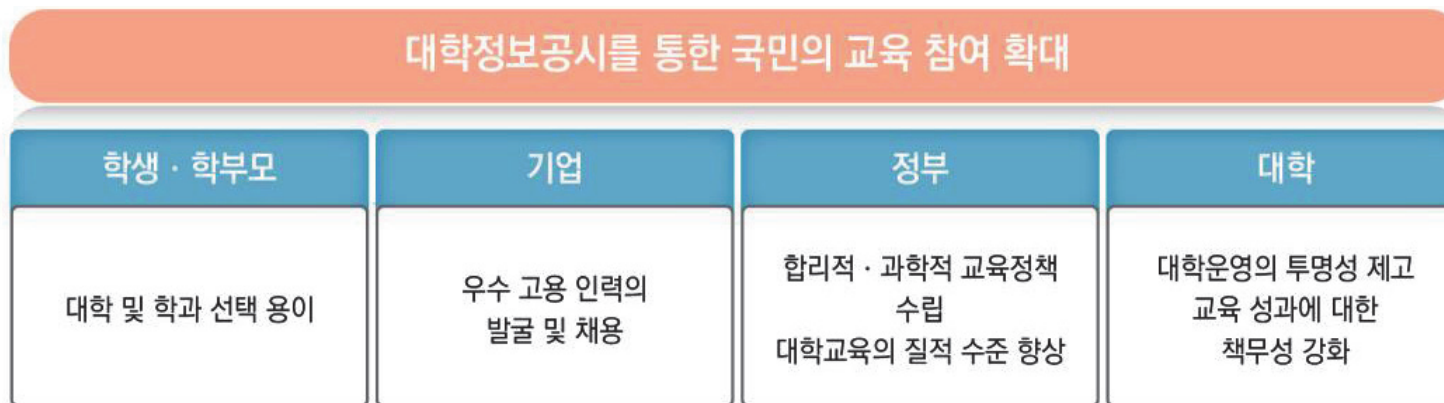 대학정보공시를 통한 국민의 교육 참여 확대
학생 · 학부모
대학 및 학과 선택 용이
기업
우수 고용 인력의
발굴 및 채용
정부
합리적 · 과학적 교육정책
수립
대학교육의 질적 수준 향상
대학
대학운영의 투명성 제고
교육 성과에 대한
책무성 강화